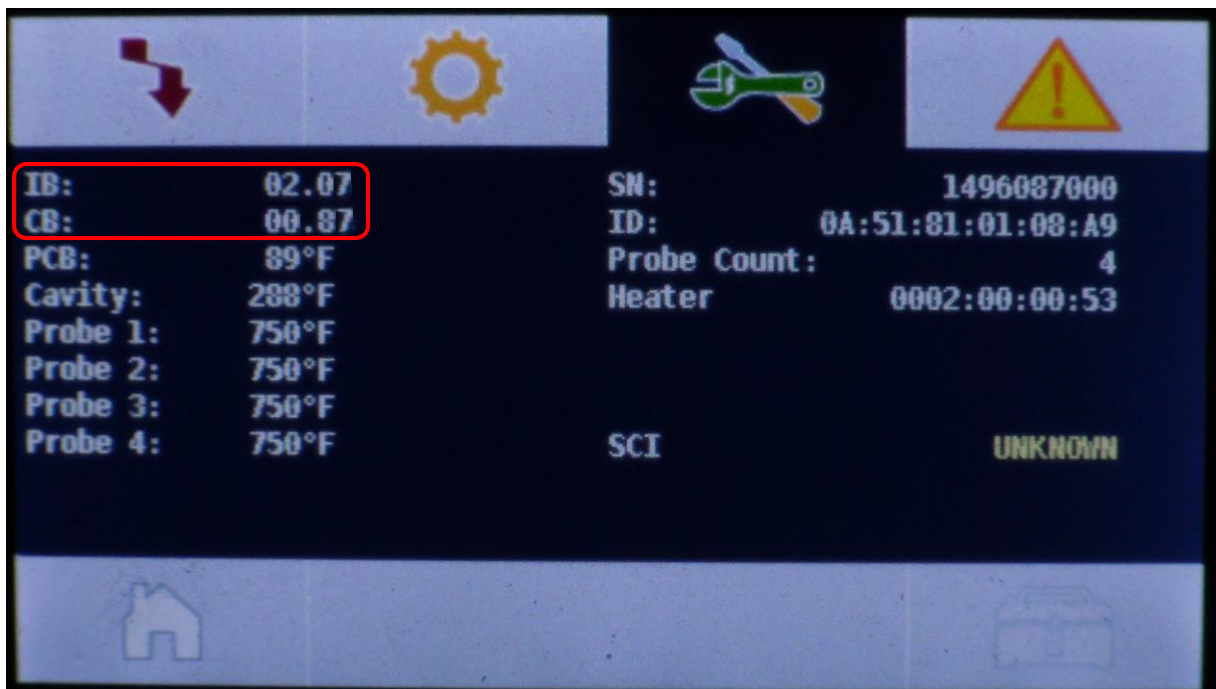 IB: 02.07
CB: 00.87
PCB: 89°F
Cavity: 288°F
Probe 1: 750°F
Probe 2: 750°F
Probe 3: 750°F
Probe 4: 750°F
SN: 1496087000
ID: 0A:51:81:01:08:A9
Probe Count: 4
Heater 0002:00:00:53
SCI UNKNOWN